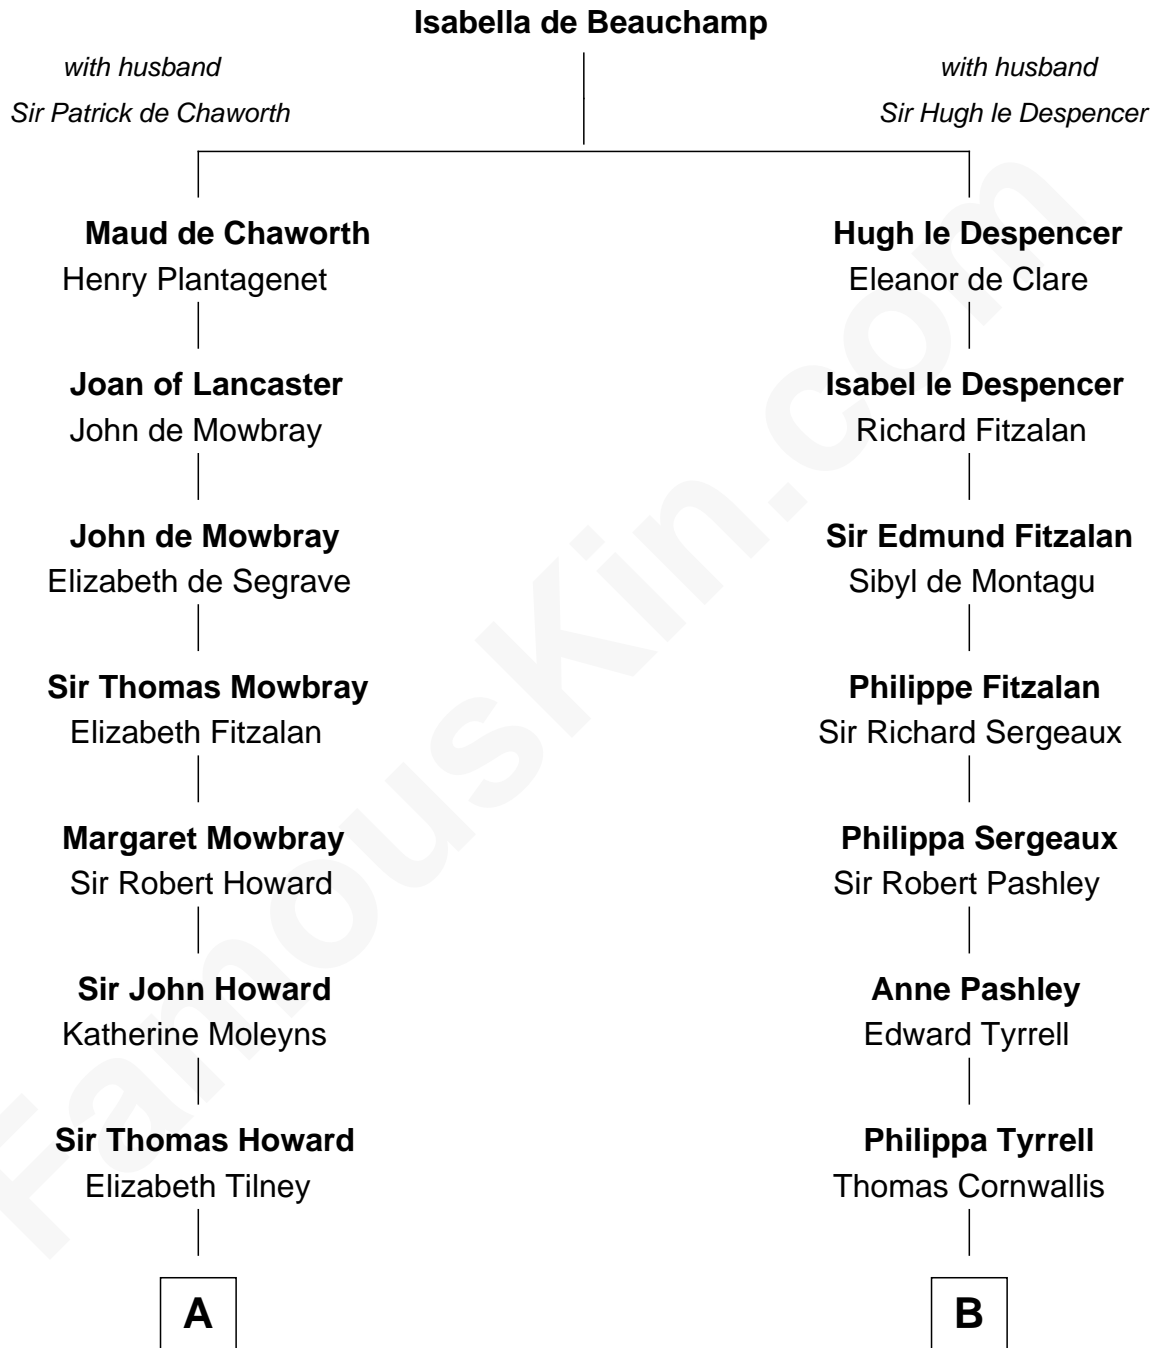 Isabella de Beauchamp
with husband
Sir Patrick de Chaworth
with husband
Sir Hugh le Despencer
Maud de Chaworth
Henry Plantagenet
Hugh le Despencer
Eleanor de Clare
Joan of Lancaster
John de Mowbray
Isabel le Despencer
Richard Fitzalan
John de Mowbray
Elizabeth de Segrave
Sir Edmund Fitzalan
Sibyl de Montagu
Sir Thomas Mowbray
Elizabeth Fitzalan
Philippe Fitzalan
Sir Richard Sergeaux
Margaret Mowbray
Sir Robert Howard
Philippa Sergeaux
Sir Robert Pashley
Sir John Howard
Katherine Moleyns
Anne Pashley
Edward Tyrrell
Sir Thomas Howard
Elizabeth Tilney
Philippa Tyrrell
Thomas Cornwallis
A
B
FamousKin.com